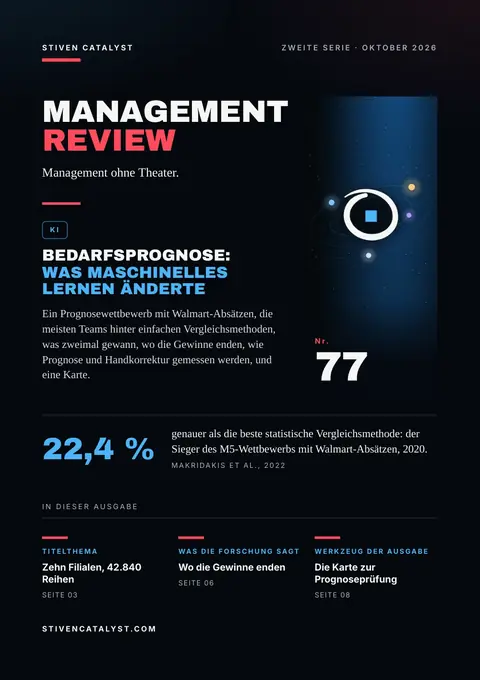 STIVEN CATALYST
ZWEITE SERIE · OKTOBER 2026
MANAGEMENT
REVIEW
Management ohne Theater.
KI
BEDARFSPROGNOSE:
WAS MASCHINELLES
LERNEN ÄNDERTE
Ein Prognosewettbewerb mit Walmart-Absätzen, die
meisten Teams hinter einfachen Vergleichsmethoden,
was zweimal gewann, wo die Gewinne enden, wie
Prognose und Handkorrektur gemessen werden, und
eine Karte.
Nr.
77
22,4 %
genauer als die beste statistische Vergleichsmethode: der
Sieger des M5-Wettbewerbs mit Walmart-Absätzen, 2020.
MAKRIDAKIS ET AL., 2022
IN DIESER AUSGABE
TITELTHEMA
Zehn Filialen, 42.840
Reihen
SEITE 03
WAS DIE FORSCHUNG SAGT
Wo die Gewinne enden
SEITE 06
WERKZEUG DER AUSGABE
Die Karte zur
Prognoseprüfung
SEITE 08
STIVENCATALYST.COM